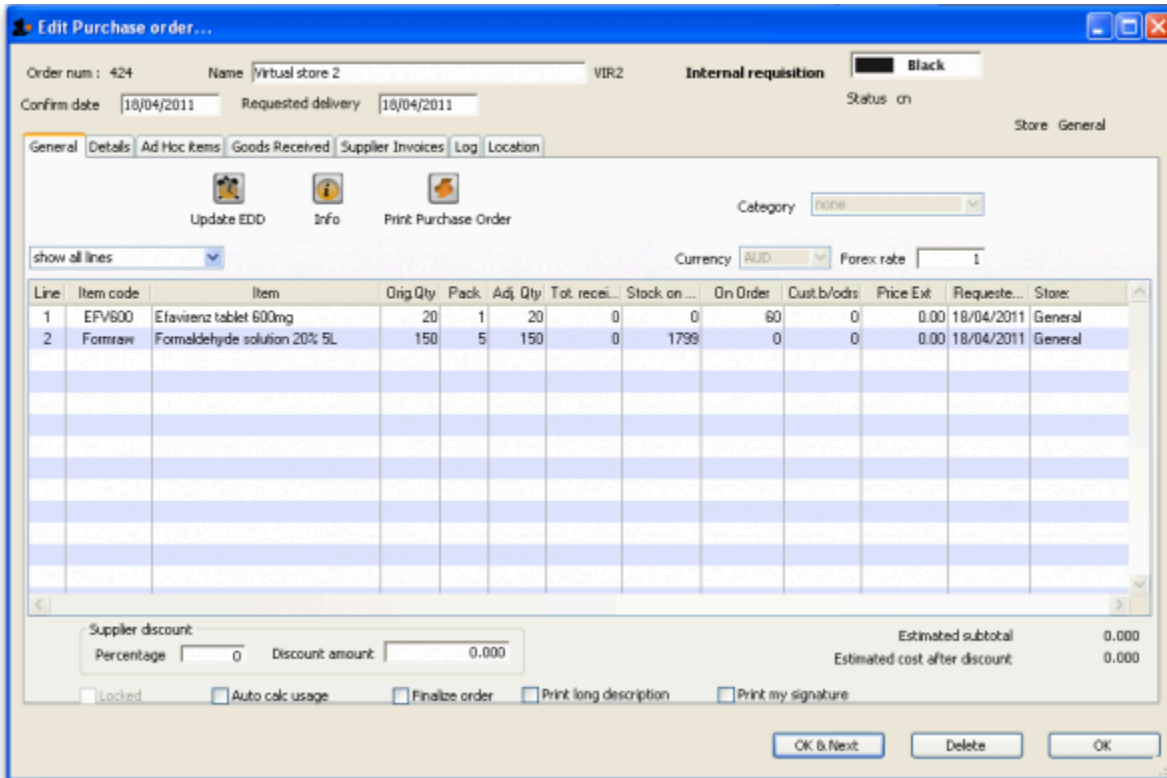 Edit Purchase order...
Order num : 424 Name Virtual store 2 VIR2 Internal requisition Black
Confirm date 18/04/2011 Requested delivery 18/04/2011 Status cn
Store General
General Details Ad Hoc items Goods Received Supplier Invoices Log Location
Update EDD Info Print Purchase Order
Category none
show all lines Currency AUD Forex rate 1
Line Item code Item Orig.Qty Pack Adj. Qty Tot. recei... Stock on ... On Order Cust.b/odrs Price Ext Requeste... Store:
1 EFV600 Efavirenz tablet 600mg 20 1 20 0 0 60 0 0.00 18/04/2011 General
2 Formraw Formaldehyde solution 20% 5L 150 5 150 0 1799 0 0 0.00 18/04/2011 General
Supplier discount
Percentage 0 Discount amount 0.000
Estimated subtotal 0.000
Estimated cost after discount 0.000
Locked Auto calc usage Finalize order Print long description Print my signature
OK & Next Delete OK